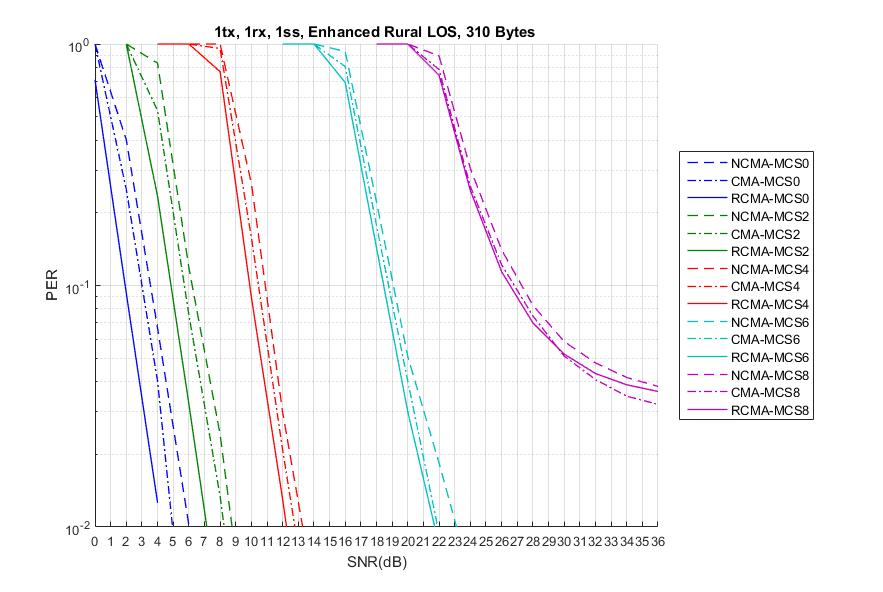 1tx, 1rx, 1ss, Enhanced Rural LOS, 310 Bytes
10^0
10^-1
10^-2
PER
0 1 2 3 4 5 6 7 8 9 10 11 12 13 14 15 16 17 18 19 20 21 22 23 24 25 26 27 28 29 30 31 32 33 34 35 36
SNR(dB)
NCMA-MCS0
CMA-MCS0
RCMA-MCS0
NCMA-MCS2
CMA-MCS2
RCMA-MCS2
NCMA-MCS4
CMA-MCS4
RCMA-MCS4
NCMA-MCS6
CMA-MCS6
RCMA-MCS6
NCMA-MCS8
CMA-MCS8
RCMA-MCS8